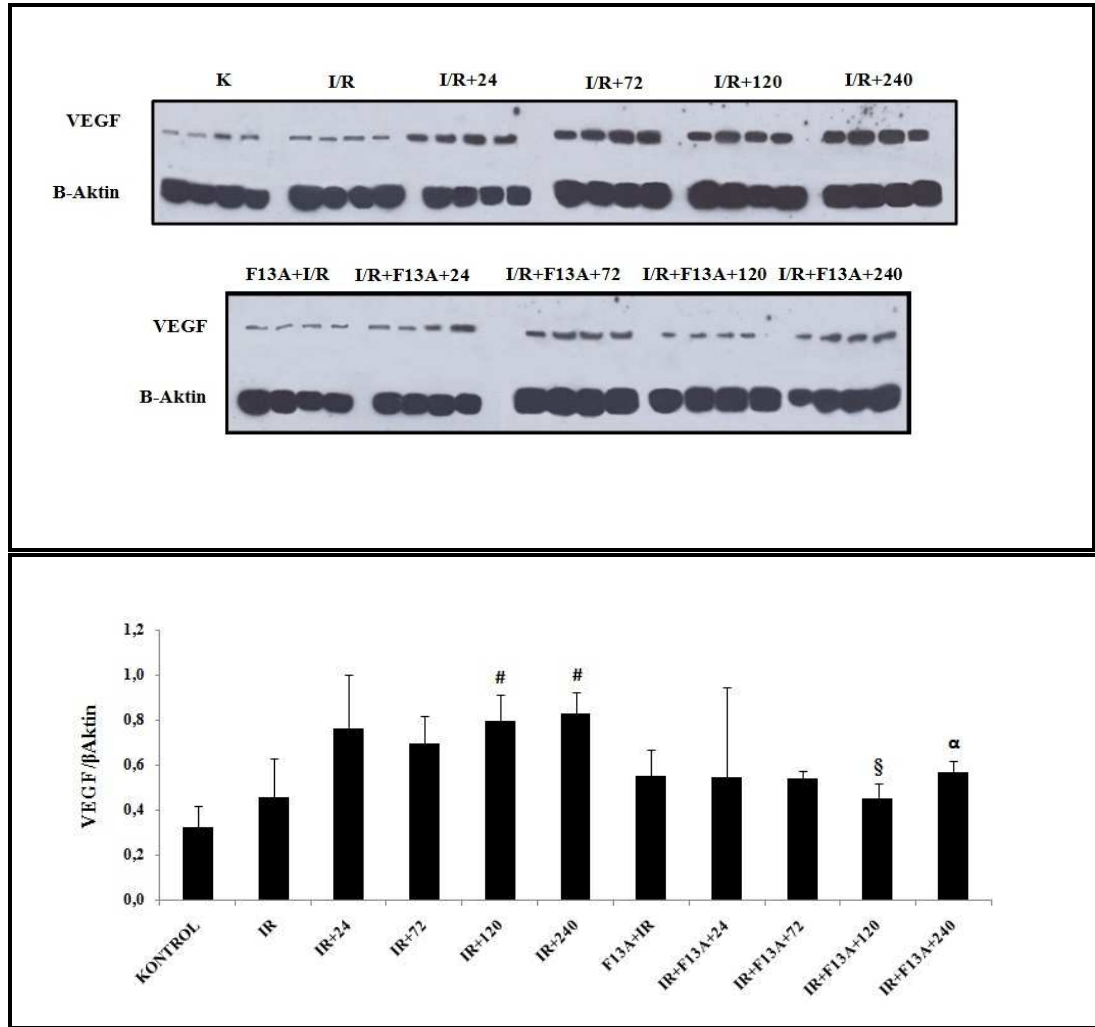 K I/R I/R+24 I/R+72 I/R+120 I/R+240
VEGF
B-Aktin
F13A+I/R I/R+F13A+24 I/R+F13A+72 I/R+F13A+120 I/R+F13A+240
VEGF
B-Aktin
VEGF/βAktin
1,2
1,0
0,8
0,6
0,4
0,2
0,0
# # § α
KONTROL IR IR+24 IR+72 IR+120 IR+240 F13A+IR IR+F13A+24 IR+F13A+72 IR+F13A+120 IR+F13A+240